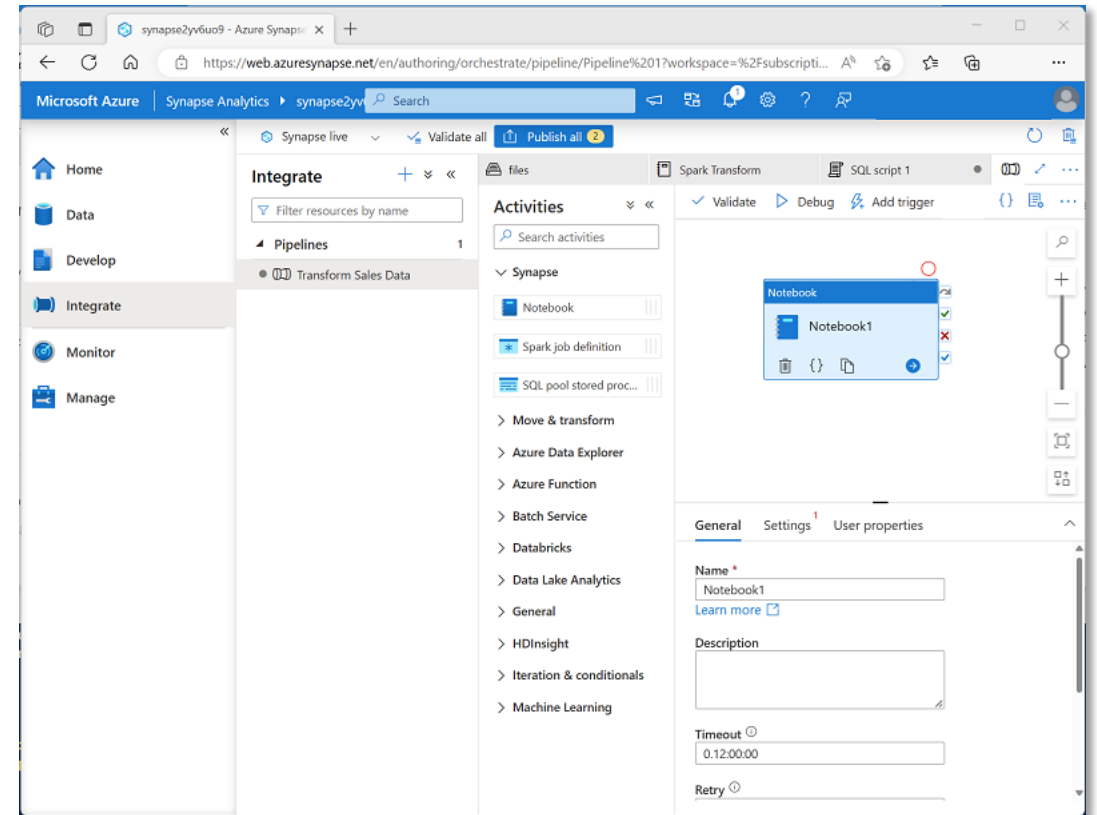 synapse2yv6uo9 - Azure Synaps
https://web.azuresynapse.net/en/authoring/orchestrate/pipeline/Pipeline%201?workspace=%2Fsubscripti...
Microsoft Azure
Synapse Analytics
synapse2yv
Search
1
Synapse live
Validate all
Publish all 2
Home
Data
Develop
Integrate
Monitor
Manage
Integrate
Filter resources by name
Pipelines 1
Transform Sales Data
files
Spark Transform
SQL script 1
Activities
Search activities
Synapse
Notebook
Spark job definition
SQL pool stored proc...
Move & transform
Azure Data Explorer
Azure Function
Batch Service
Databricks
Data Lake Analytics
General
HDInsight
Iteration & conditionals
Machine Learning
Validate
Debug
Add trigger
Notebook
Notebook1
General Settings 1 User properties
Name *
Notebook1
Learn more
Description
Timeout
0.12:00:00
Retry